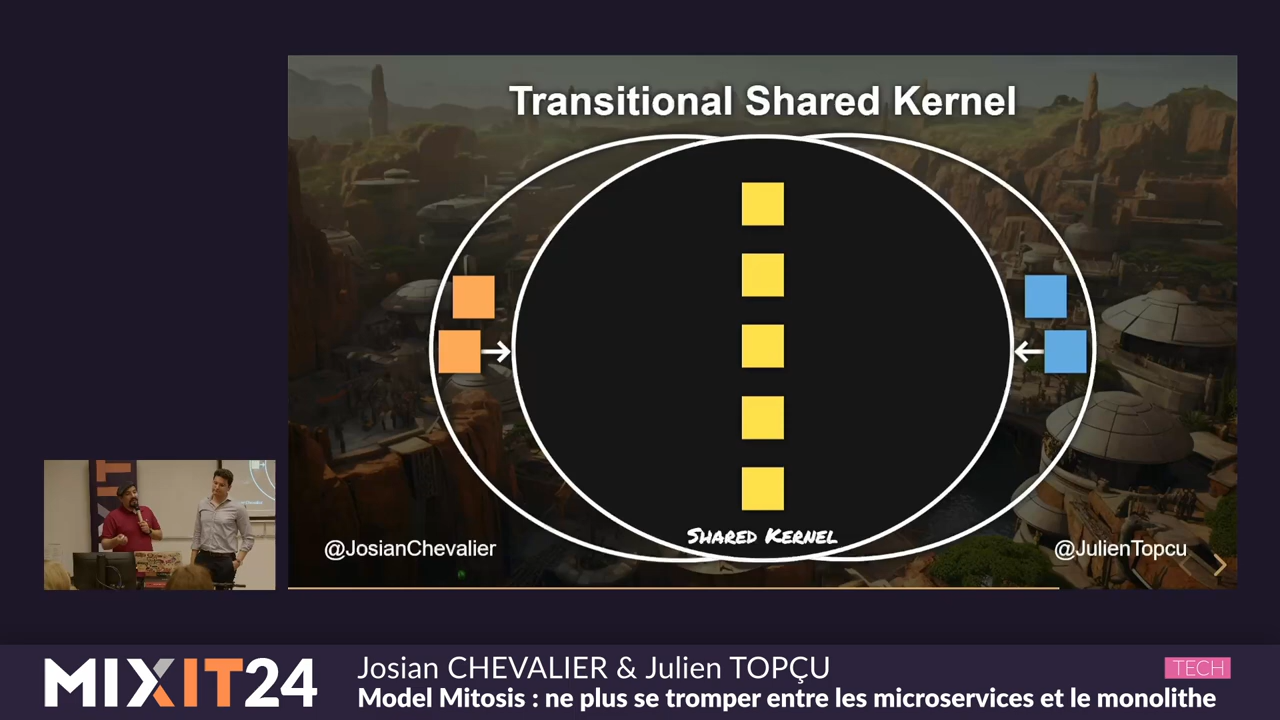 Transitional Shared Kernel
Shared Kernel
@JosianChevalier
@JulienTopcu
MIXIT24
Josian CHEVALIER & Julien TOPÇU
TECH
Model Mitosis : ne plus se tromper entre les microservices et le monolithe